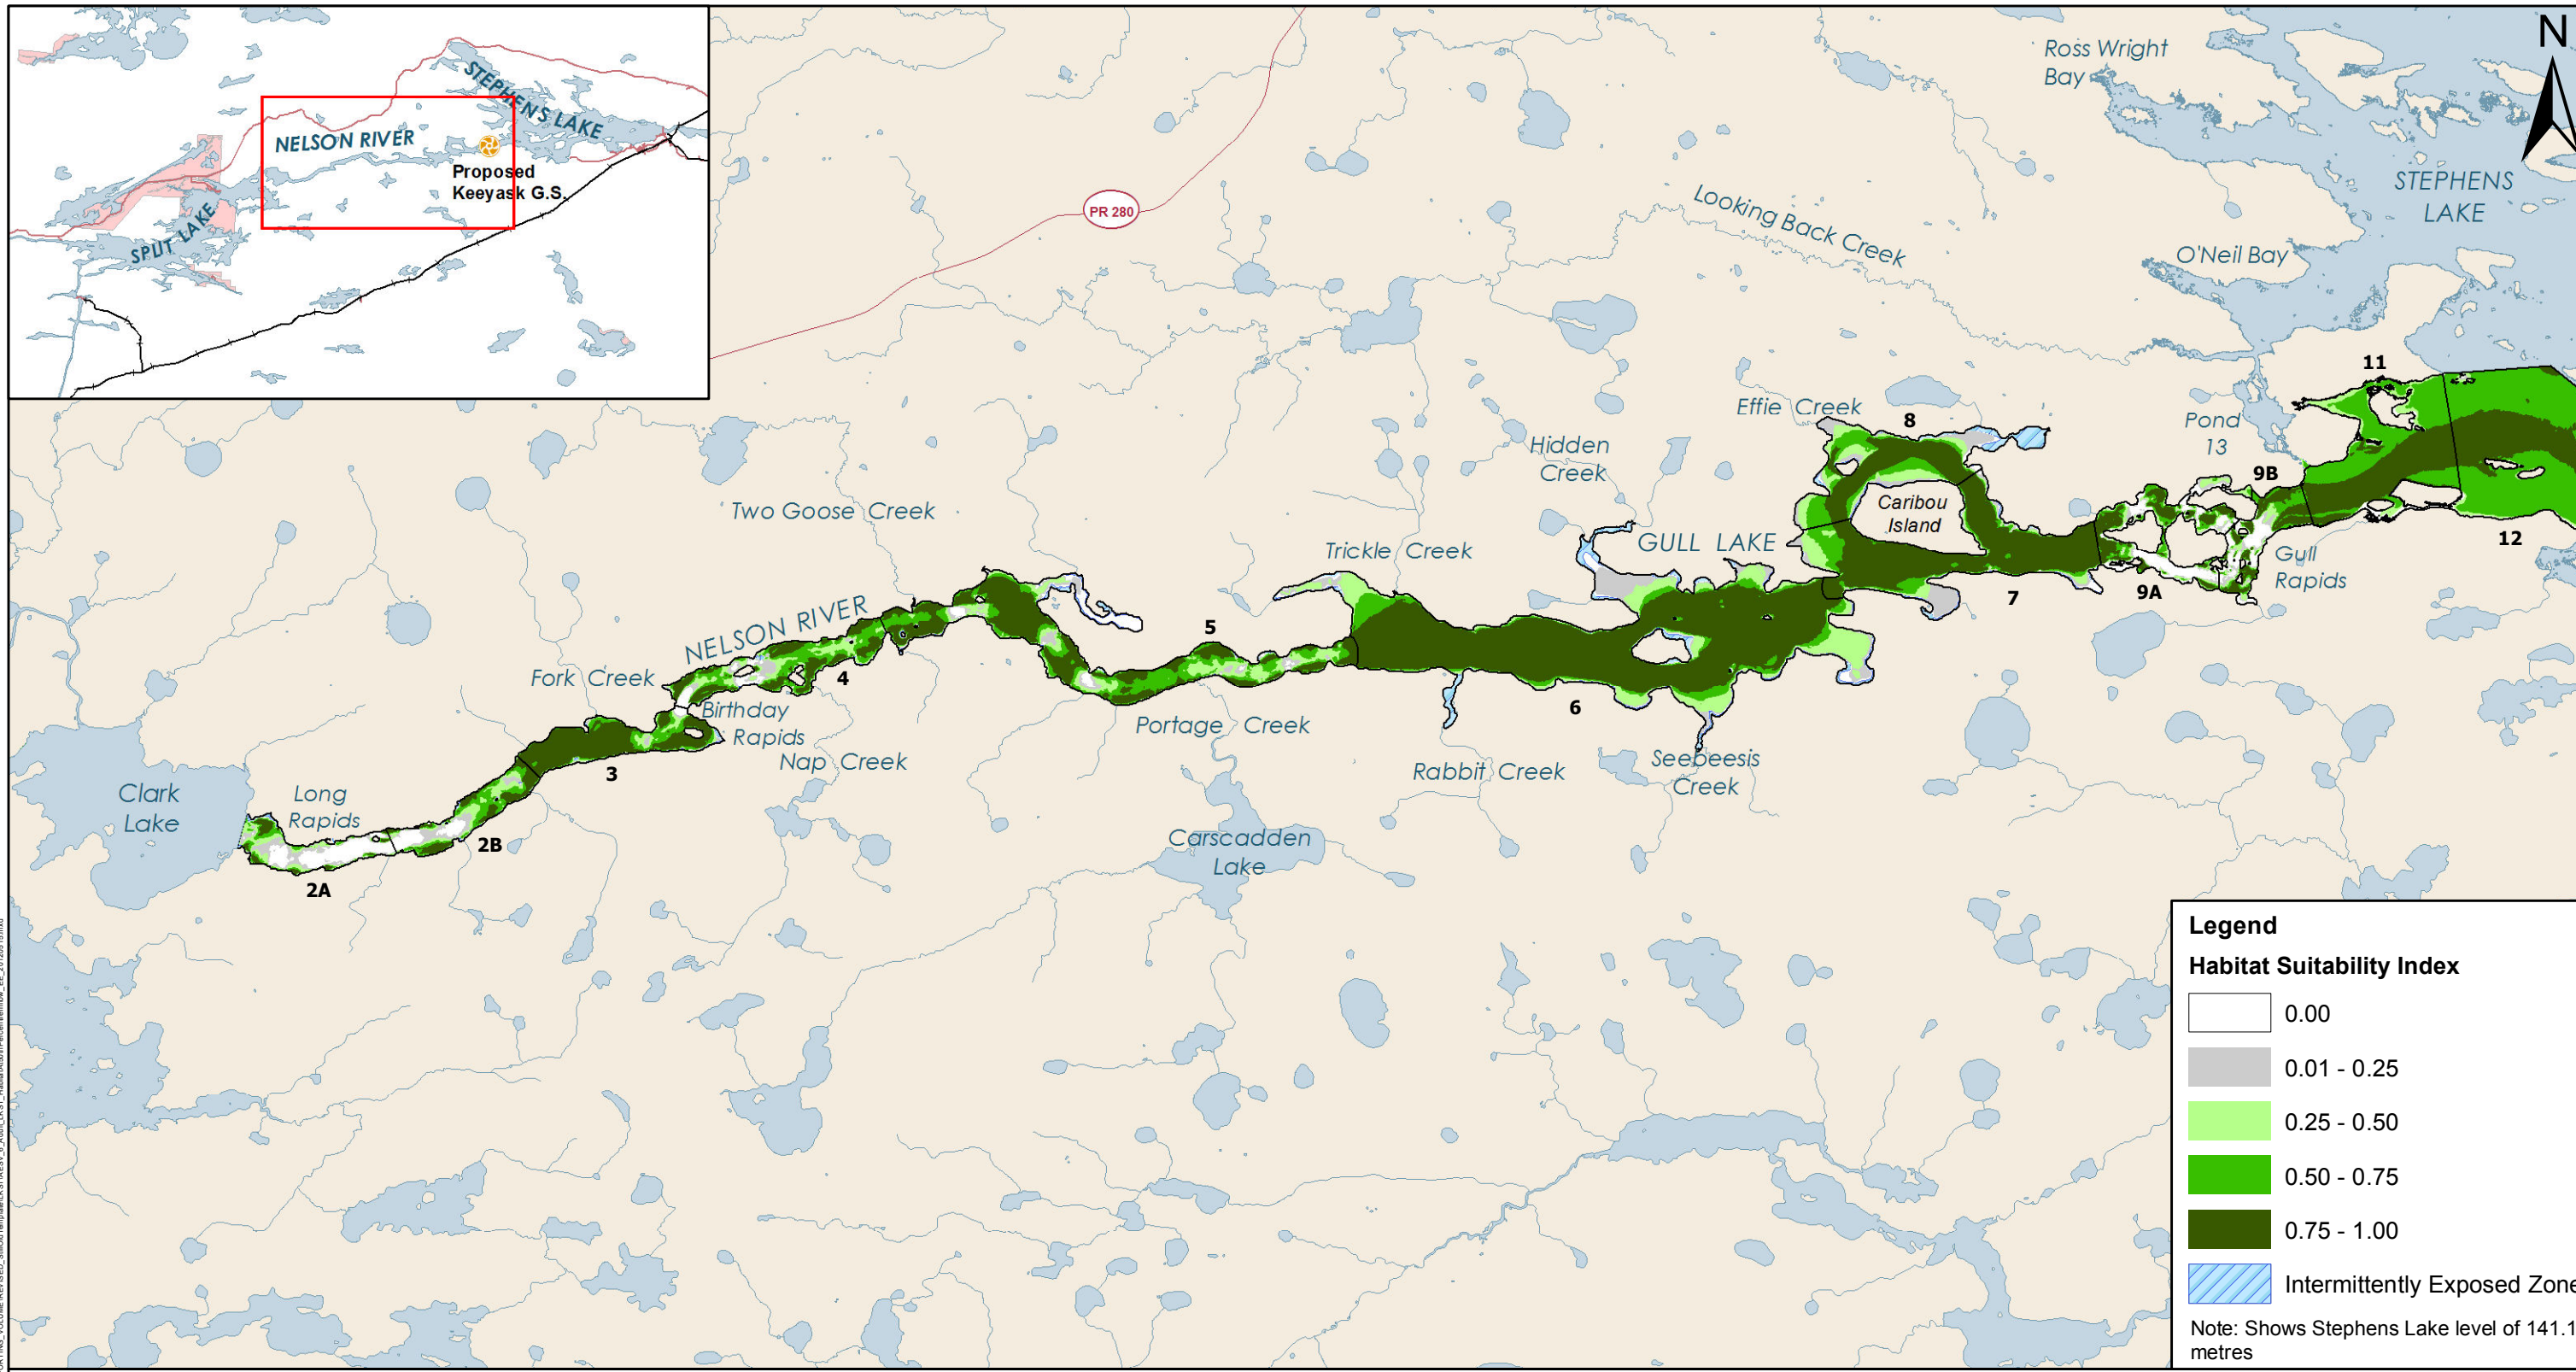 STEPHENS LAKE
NELSON RIVER
Proposed
Keeyask G.S.
SPLIT LAKE
PR 280
Ross Wright
Bay
N
STEPHENS
LAKE
Looking Back Creek
O'Neil Bay
11
Effie Creek
8
Pond
13
9B
Hidden
Creek
Caribou
Island
Two Goose Creek
Trickle Creek
GULL LAKE
12
Gull
Rapids
9A
7
NELSON RIVER
5
Fork Creek
4
Birthday
Rapids
6
Portage Creek
Nap Creek
Rabbit Creek
Seebeesis
Creek
3
Clark
Lake
Long
Rapids
2B
2A
Carscadden
Lake
Legend
Habitat Suitability Index
0.00
0.01 - 0.25
0.25 - 0.50
0.50 - 0.75
0.75 - 1.00
Intermittently Exposed Zone
Note: Shows Stephens Lake level of 141.1
metres